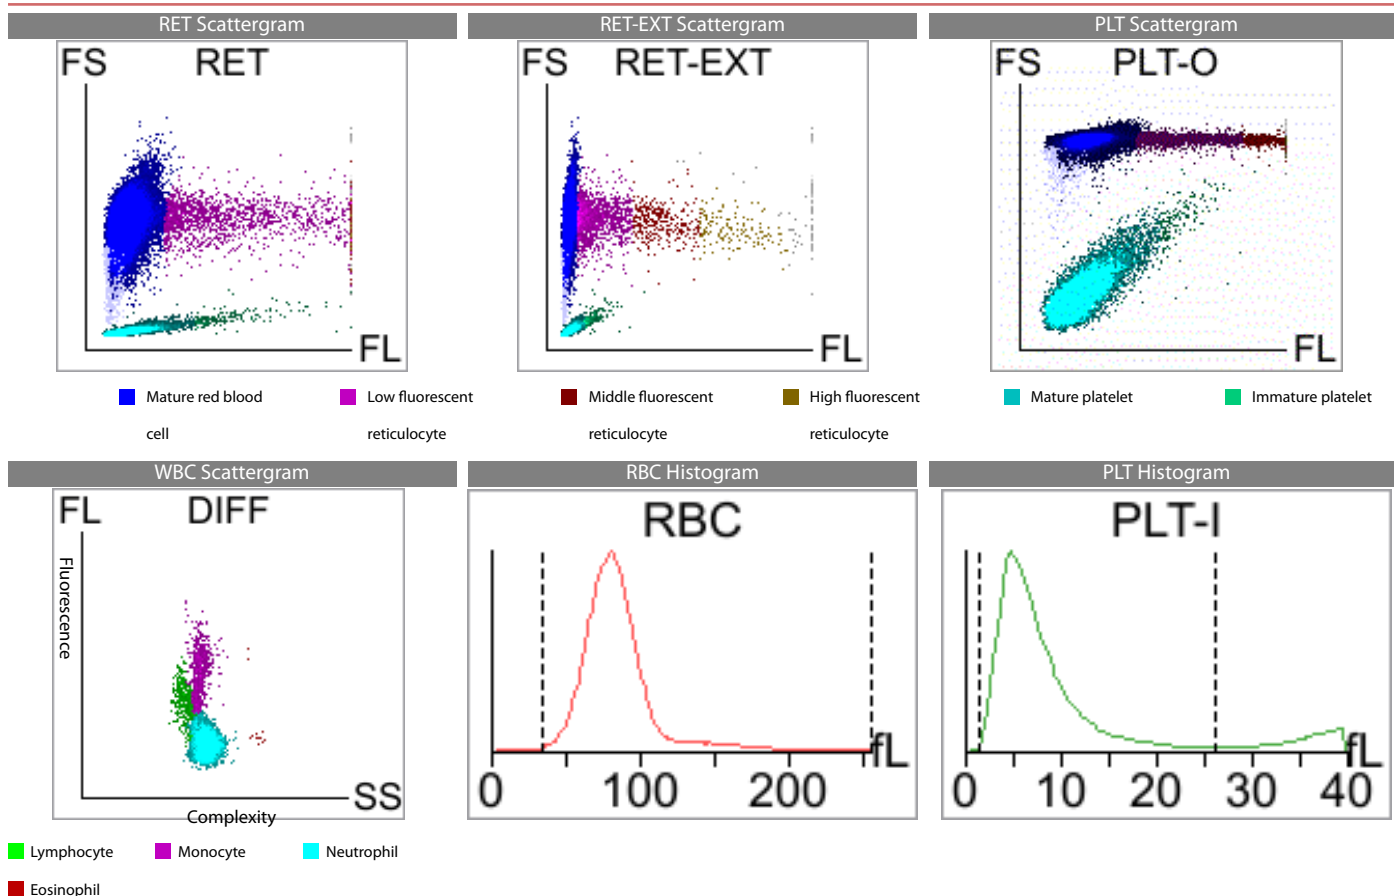 RET Scattergram
RET-EXT Scattergram
PLT Scattergram
FS RET
FL
FS RET-EXT
FL
FS PLT-O
FL
Mature red blood
cell
Low fluorescent
reticulocyte
Middle fluorescent
reticulocyte
High fluorescent
reticulocyte
Mature platelet
Immature platelet
WBC Scattergram
RBC Histogram
PLT Histogram
FL DIFF
Fluorescence
SS
Complexity
RBC
fL
0 100 200
PLT-I
fL
0 10 20 30 40
Lymphocyte
Monocyte
Neutrophil
Eosinophil